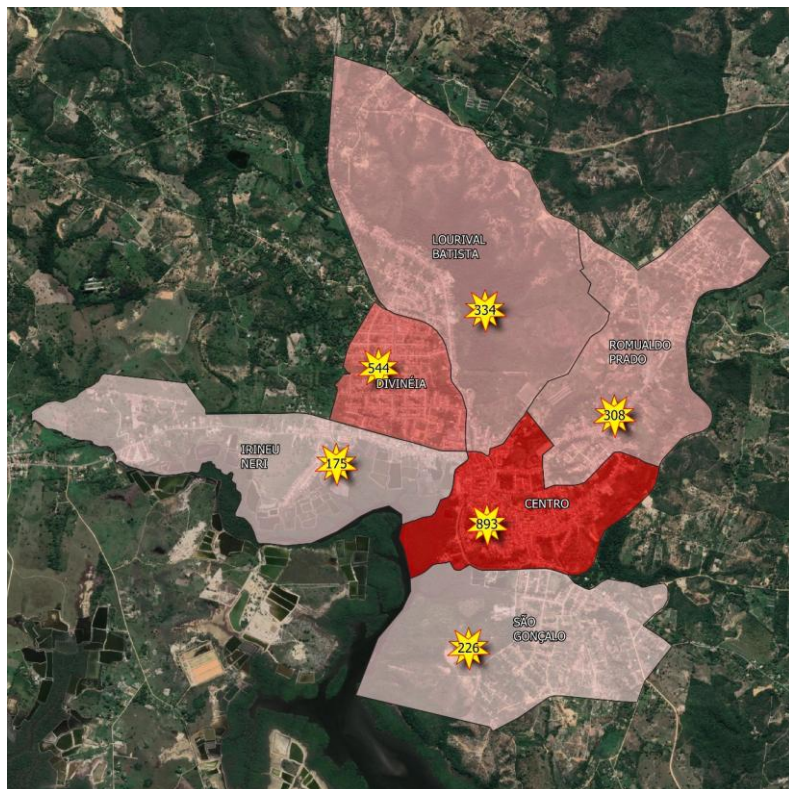 LOURIVAL
BATISTA
334
ROMUALDO
PRADO
544
DIVINÉIA
308
IRINEU
NERI
175
CENTRO
893
SÃO
GONÇALO
226